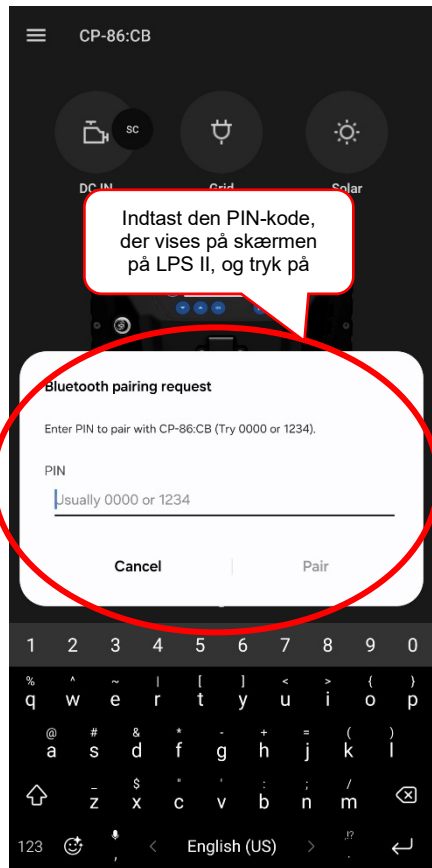 CP-86:CB
SC
DC IN
Grid
Solar
Indtast den PIN-kode,
der vises på skærmen
på LPS II, og tryk på
Bluetooth pairing request
Enter PIN to pair with CP-86:CB (Try 0000 or 1234).
PIN
Usually 0000 or 1234
Cancel
Pair
1 2 3 4 5 6 7 8 9 0
% ^ ~ | [ ] < > { }
q w e r t y u i o p
@ # & * - + = ( )
a s d f g h j k l
_ $ " ' : ; /
z x c v b n m
123 , < English (US) > .!?